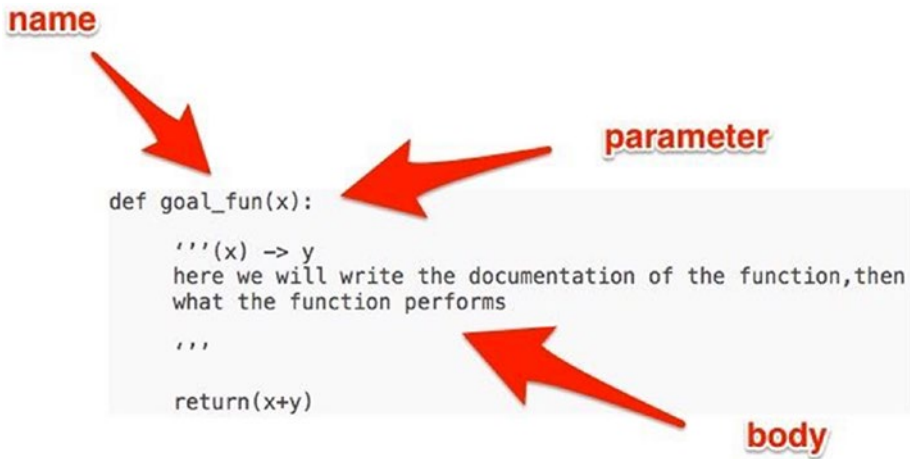 name
parameter
def goal_fun(x):
‘‘‘(x) –> y
here we will write the documentation of the function,then
what the function performs
‘‘‘
return(x+y)
body